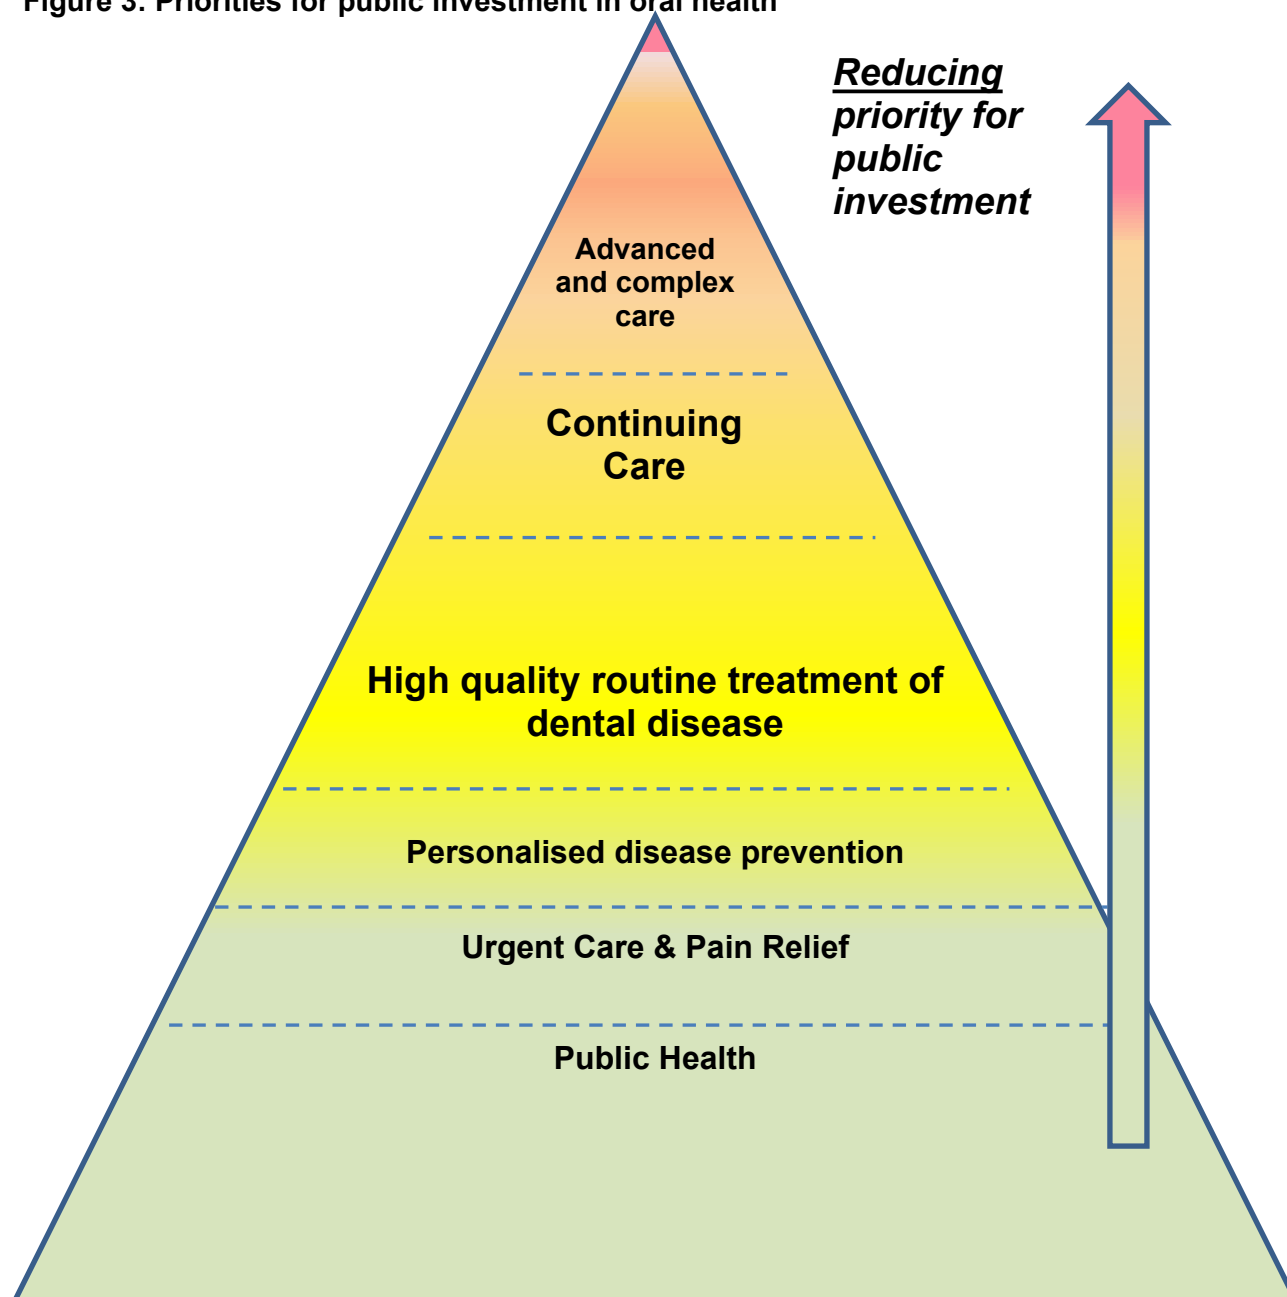 Figure 3: Priorities for public investment in oral health
Reducing
priority for
public
investment
Advanced
and complex
care
Continuing
Care
High quality routine treatment of
dental disease
Personalised disease prevention
Urgent Care & Pain Relief
Public Health